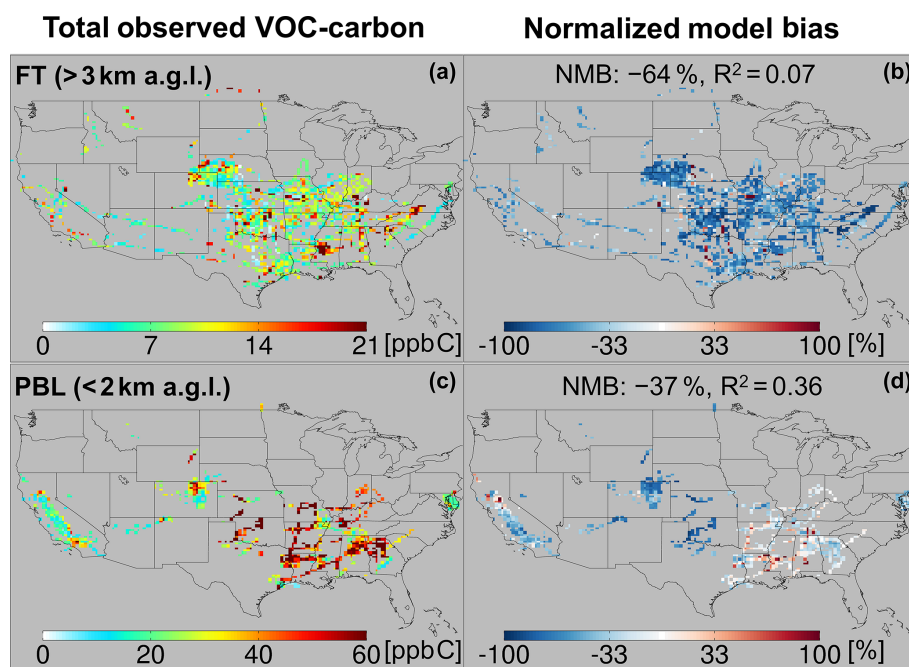 Total observed VOC-carbon
Normalized model bias
FT (> 3 km a.g.l.)
(a)
NMB: −64 %, R² = 0.07
(b)
0 7 14 21 [ppbC]
-100 -33 33 100 [%]
PBL (< 2 km a.g.l.)
(c)
NMB: −37 %, R² = 0.36
(d)
0 20 40 60 [ppbC]
-100 -33 33 100 [%]